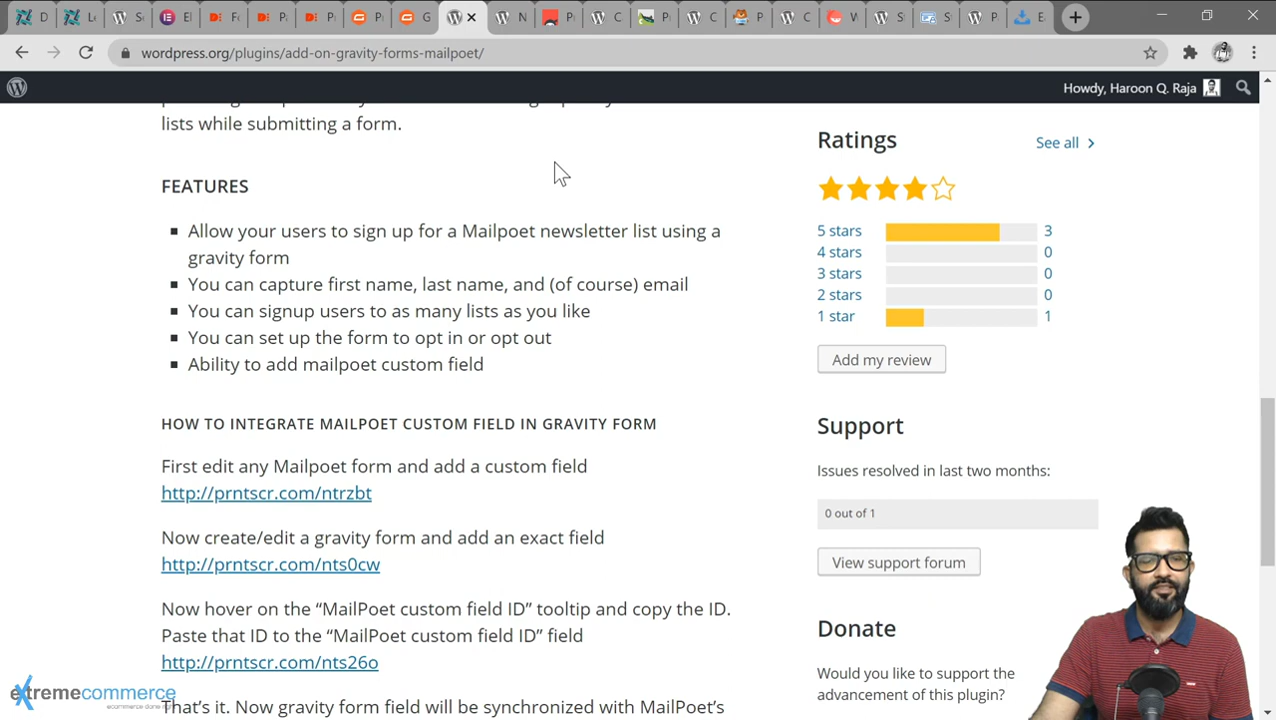 D
Lo
S
El
Fo
Pa
Pa
P
G
N
P
C
P
C
P
C
W
S
S
P
E
wordpress.org/plugins/add-on-gravity-forms-mailpoet/
Howdy, Haroon Q. Raja
lists while submitting a form.
FEATURES
Allow your users to sign up for a Mailpoet newsletter list using a
gravity form
You can capture first name, last name, and (of course) email
You can signup users to as many lists as you like
You can set up the form to opt in or opt out
Ability to add mailpoet custom field
HOW TO INTEGRATE MAILPOET CUSTOM FIELD IN GRAVITY FORM
First edit any Mailpoet form and add a custom field
http://prntscr.com/ntrzbt
Now create/edit a gravity form and add an exact field
http://prntscr.com/nts0cw
Now hover on the “MailPoet custom field ID” tooltip and copy the ID.
Paste that ID to the “MailPoet custom field ID” field
http://prntscr.com/nts26o
That’s it. Now gravity form field will be synchronized with MailPoet’s
Ratings
See all
5 stars 3
4 stars 0
3 stars 0
2 stars 0
1 star 1
Add my review
Support
Issues resolved in last two months:
0 out of 1
View support forum
Donate
Would you like to support the
advancement of this plugin?
extremecommerce